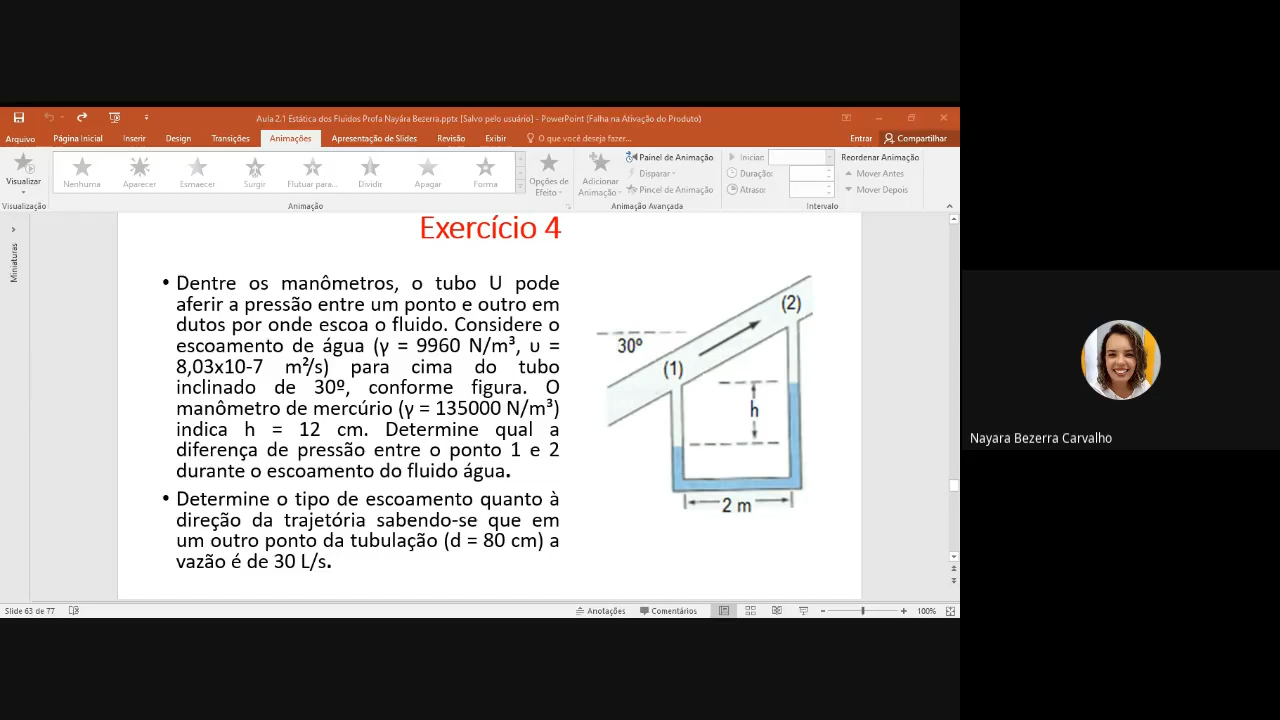 Aula 2.1 Estática dos Fluidos Profa Nayára Bezerra.pptx [Salvo pelo usuário] - PowerPoint (Falha na Ativação do Produto)
Arquivo Página Inicial Inserir Design Transições Animações Apresentação de Slides Revisão Exibir O que você deseja fazer... Entrar Compartilhar
Visualizar
Nenhuma Aparecer Esmaecer Surgir Flutuar para... Dividir Apagar Forma
Opções de Efeito
Adicionar Animação
Painel de Animação
Disparar
Pincel de Animação
Iniciar:
Duração:
Atraso:
Reordenar Animação
Mover Antes
Mover Depois
Visualização Animação Animação Avançada Intervalo
Miniaturas
Exercício 4
• Dentre os manômetros, o tubo U pode
aferir a pressão entre um ponto e outro em
dutos por onde escoa o fluido. Considere o
escoamento de água (γ = 9960 N/m³, υ =
8,03x10-7 m²/s) para cima do tubo
inclinado de 30º, conforme figura. O
manômetro de mercúrio (γ = 135000 N/m³)
indica h = 12 cm. Determine qual a
diferença de pressão entre o ponto 1 e 2
durante o escoamento do fluido água.
• Determine o tipo de escoamento quanto à
direção da trajetória sabendo-se que em
um outro ponto da tubulação (d = 80 cm) a
vazão é de 30 L/s.
(2)
30º
(1)
h
2 m
Nayara Bezerra Carvalho
Slide 63 de 77 Anotações Comentários 100%